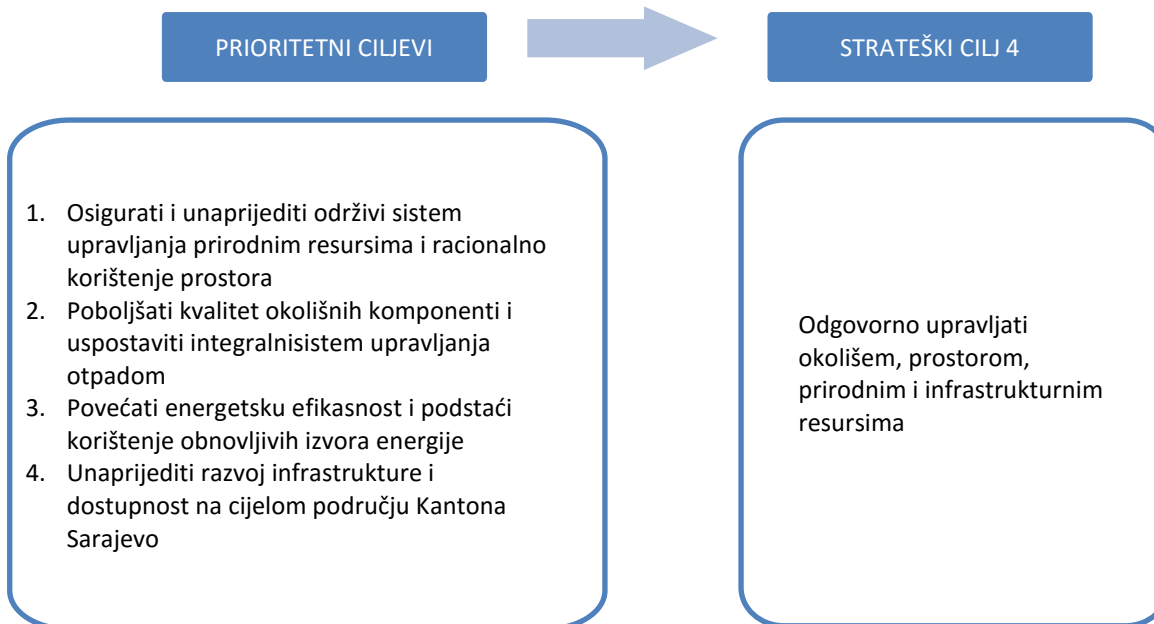 PRIORITETNI CILJEVI
STRATEŠKI CILJ 4
1. Osigurati i unaprijediti održivi sistem
upravljanja prirodnim resursima i racionalno
korištenje prostora
2. Poboljšati kvalitet okolišnih komponenti i
uspostaviti integralnisistem upravljanja
otpadom
3. Povećati energetsku efikasnost i podstaći
korištenje obnovljivih izvora energije
4. Unaprijediti razvoj infrastrukture i
dostupnost na cijelom području Kantona
Sarajevo
Odgovorno upravljati
okolišem, prostorom,
prirodnim i infrastrukturnim
resursima